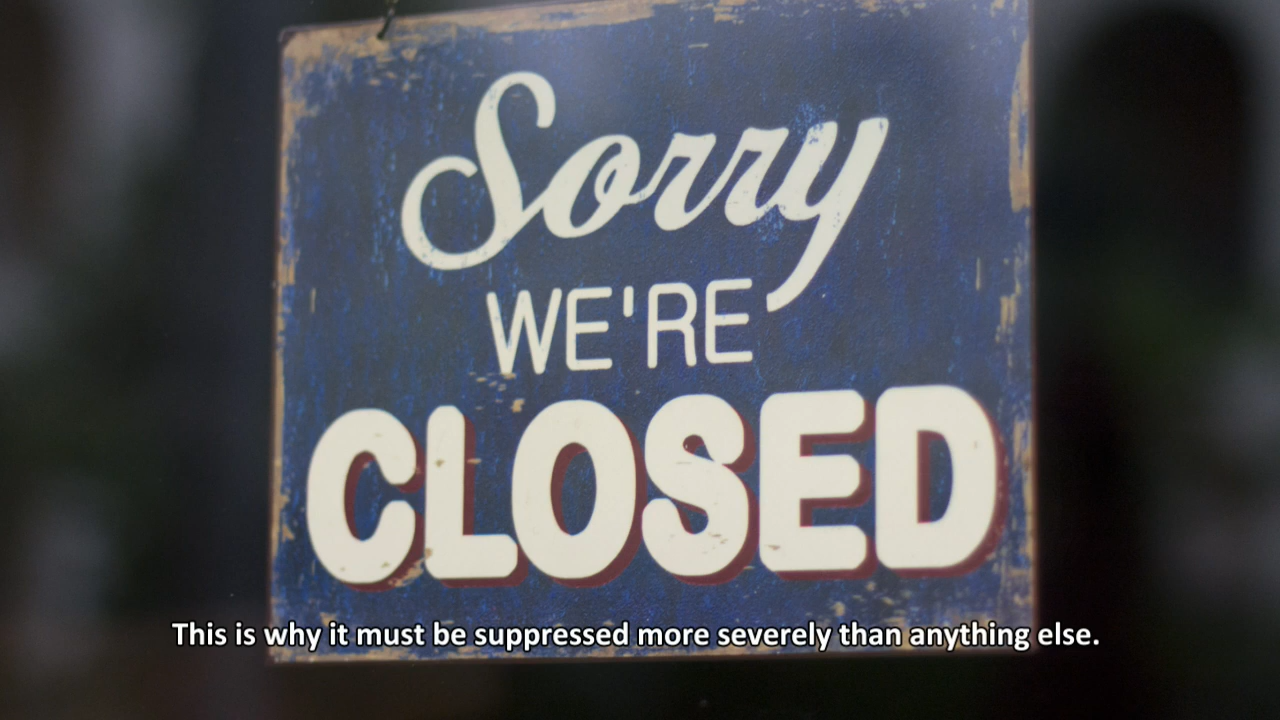 Sorry
WE'RE
CLOSED
This is why it must be suppressed more severely than anything else.